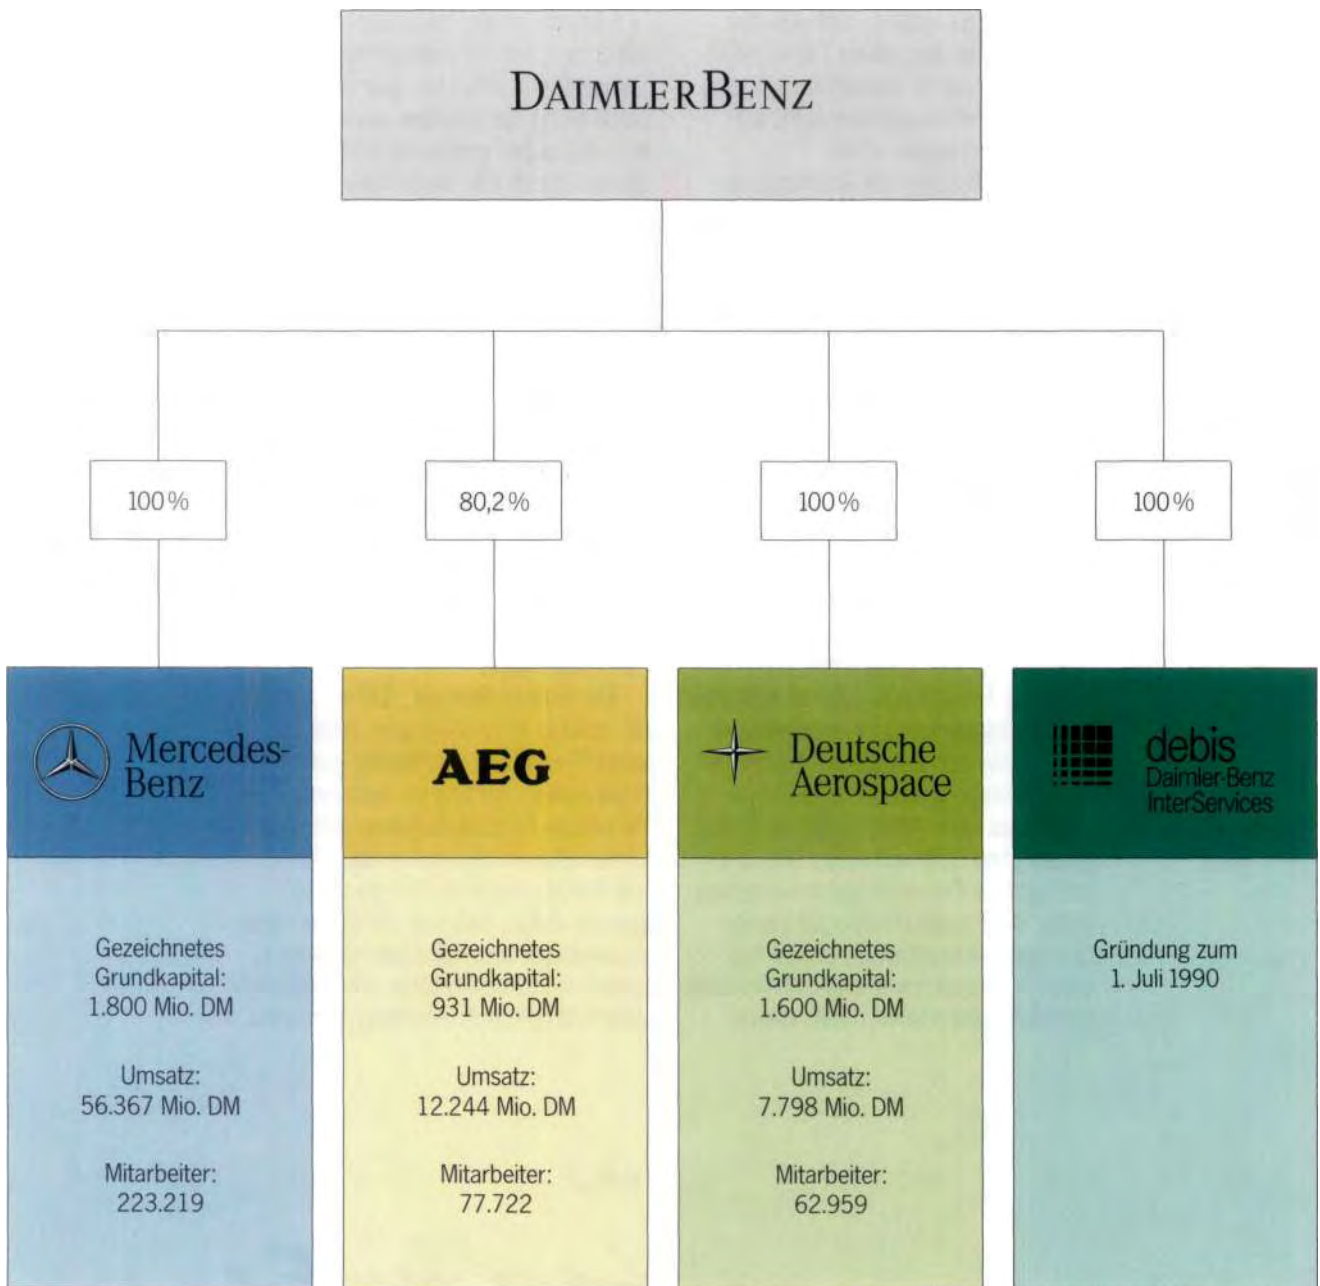 DAIMLERBENZ
100%
80,2%
100%
100%
Mercedes-
Benz
AEG
Deutsche
Aerospace
debis
Daimler-Benz
InterServices
Gezeichnetes
Grundkapital:
1.800 Mio. DM
Umsatz:
56.367 Mio. DM
Mitarbeiter:
223.219
Gezeichnetes
Grundkapital:
931 Mio. DM
Umsatz:
12.244 Mio. DM
Mitarbeiter:
77.722
Gezeichnetes
Grundkapital:
1.600 Mio. DM
Umsatz:
7.798 Mio. DM
Mitarbeiter:
62.959
Gründung zum
1. Juli 1990